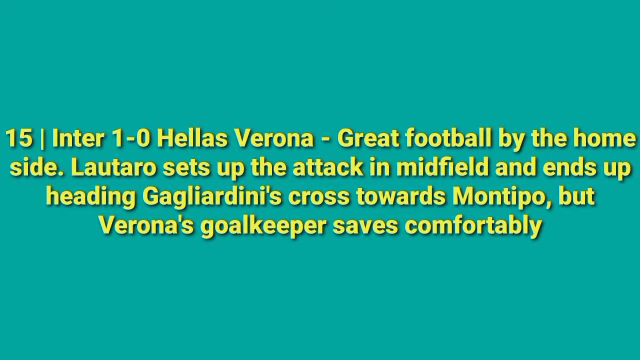 15 | Inter 1-0 Hellas Verona - Great football by the home
side. Lautaro sets up the attack in midfield and ends up
heading Gagliardini's cross towards Montipo, but
Verona's goalkeeper saves comfortably